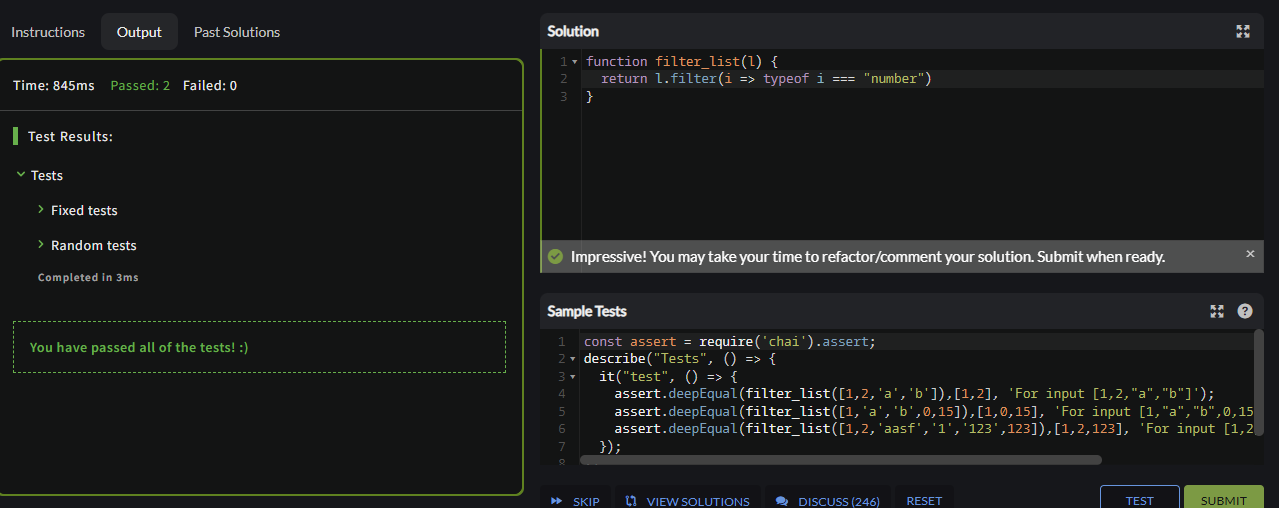 Instructions
Output
Past Solutions
Time: 845ms Passed: 2 Failed: 0
Test Results:
Tests
Fixed tests
Random tests
Completed in 3ms
You have passed all of the tests! :)
Solution
1 function filter_list(l) {
2 return l.filter(i => typeof i === "number")
3 }
Impressive! You may take your time to refactor/comment your solution. Submit when ready.
Sample Tests
1 const assert = require('chai').assert;
2 describe("Tests", () => {
3 it("test", () => {
4 assert.deepEqual(filter_list([1,2,'a','b']),[1,2], 'For input [1,2,"a","b"]');
5 assert.deepEqual(filter_list([1,'a','b',0,15]),[1,0,15], 'For input [1,"a","b",0,15
6 assert.deepEqual(filter_list([1,2,'aasf','1','123',123]),[1,2,123], 'For input [1,2
7 });
8
SKIP
VIEW SOLUTIONS
DISCUSS (246)
RESET
TEST
SUBMIT